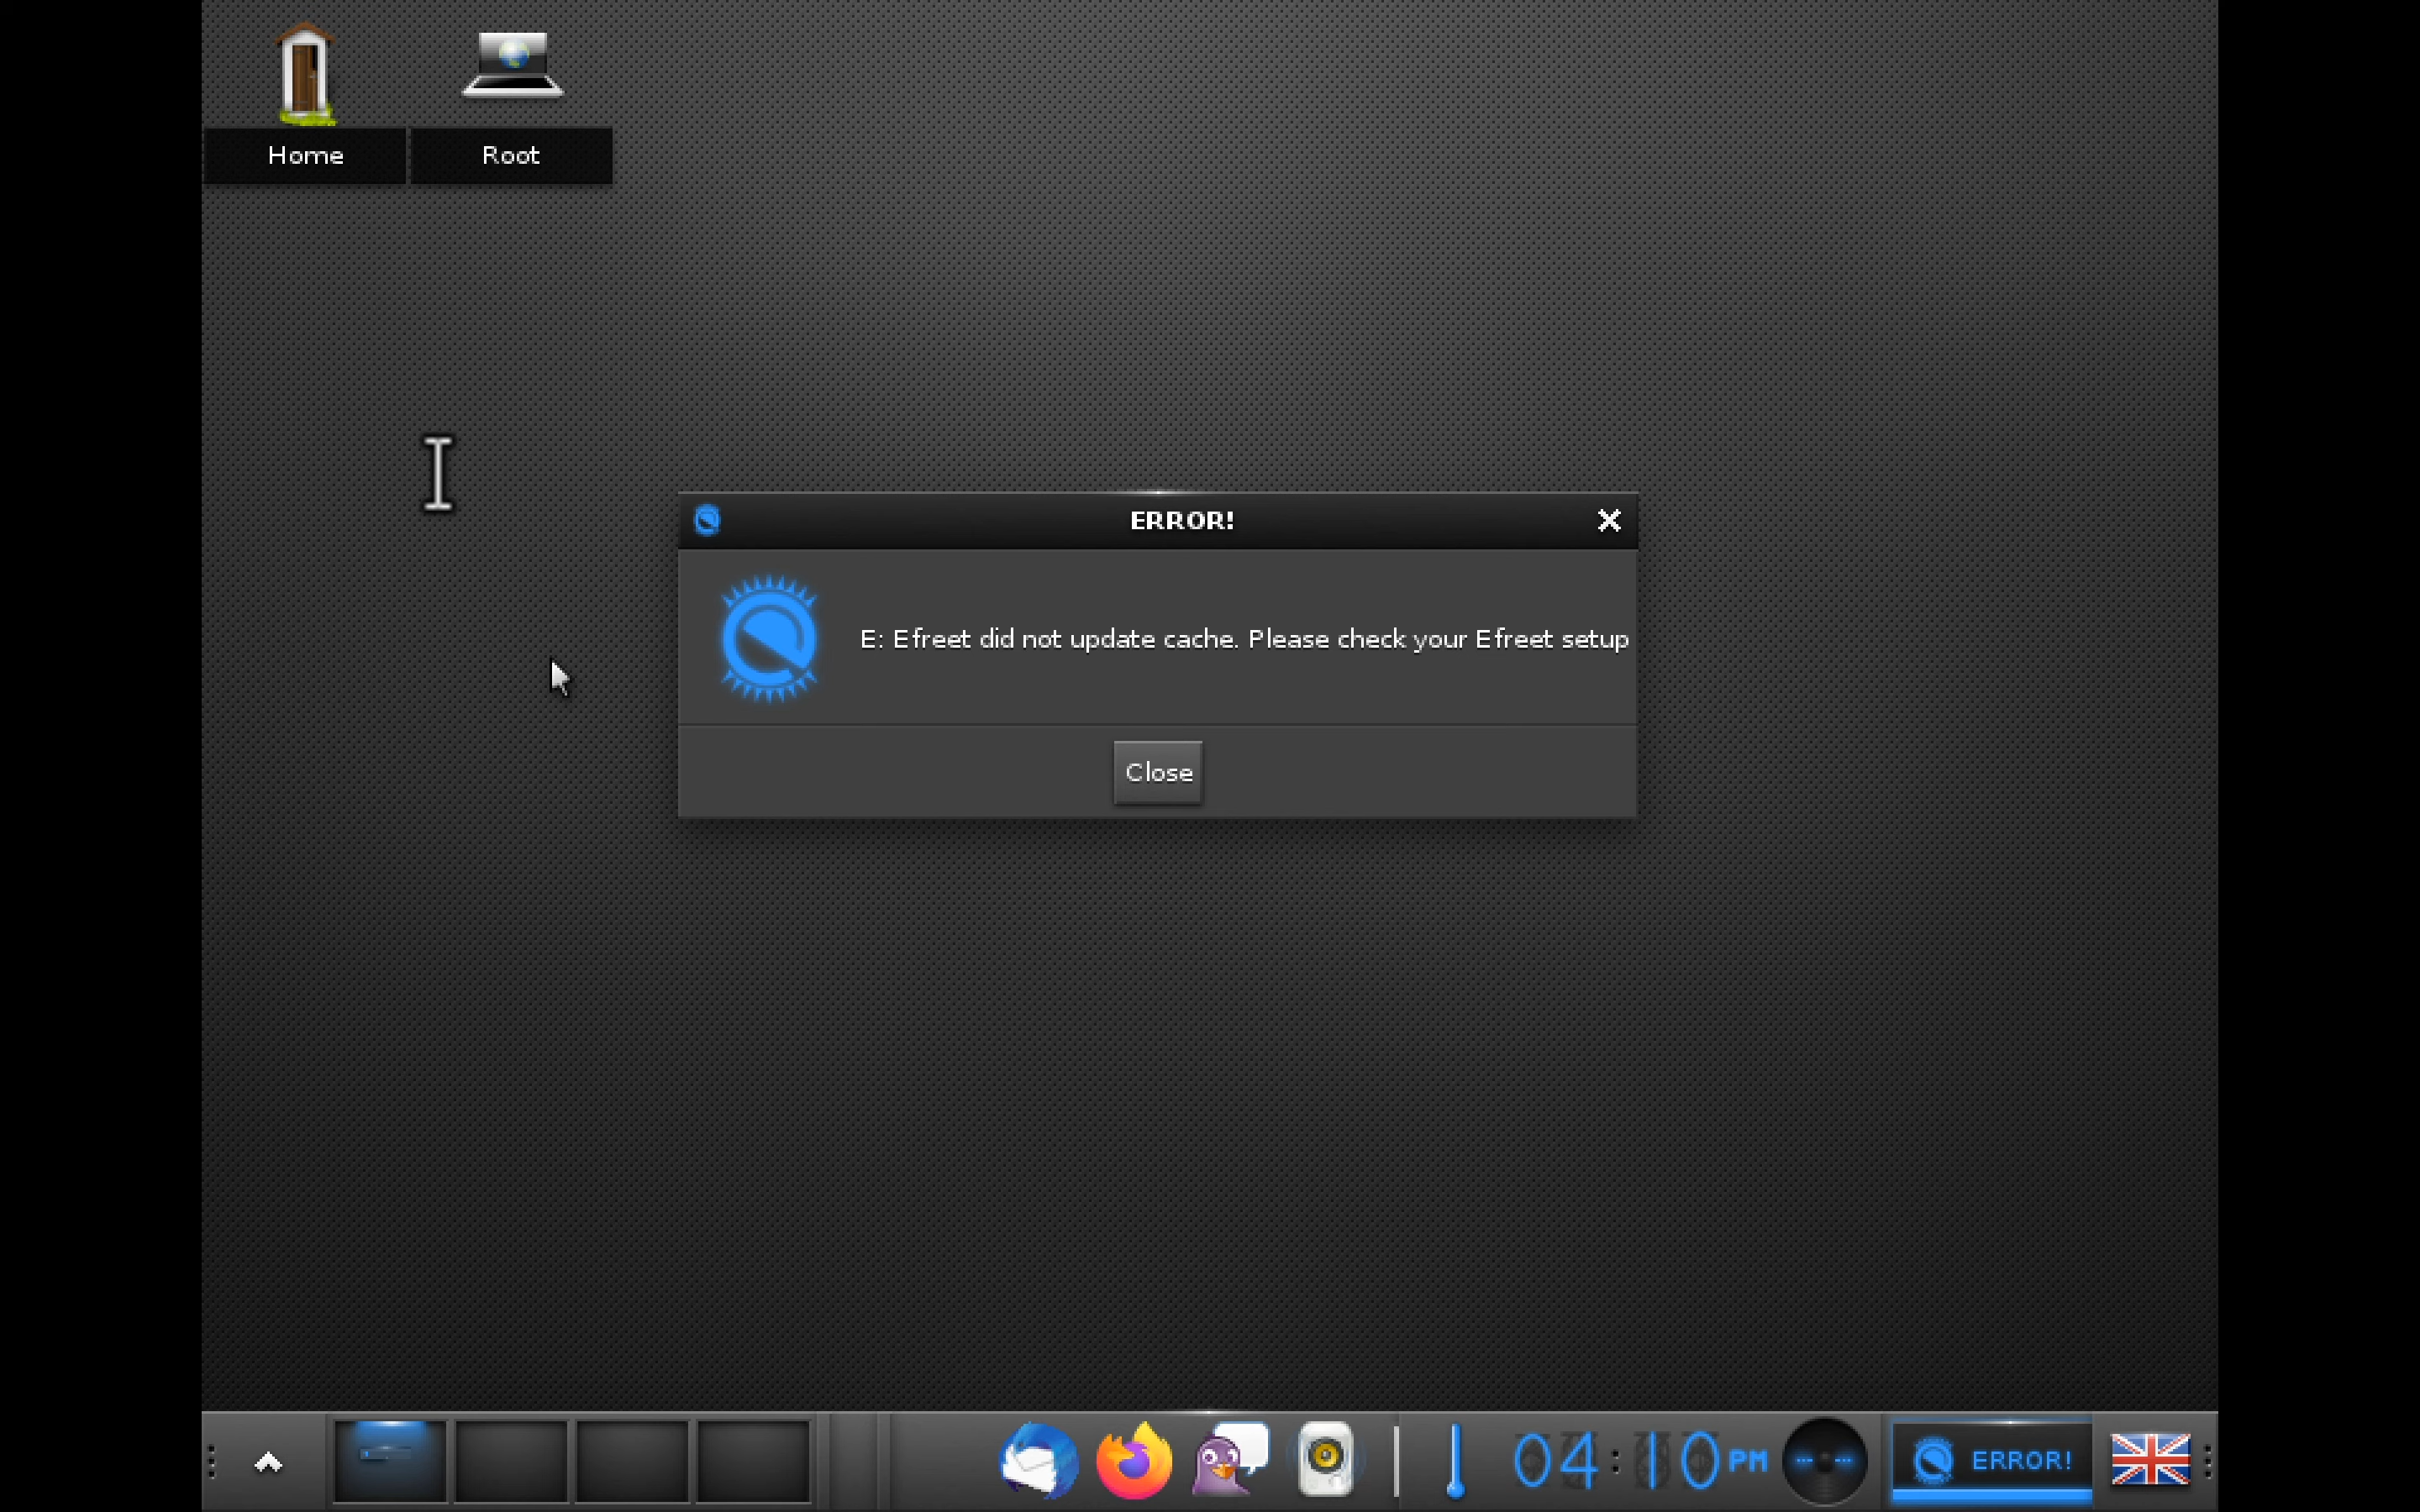 Home
Root
ERROR!
E: Efreet did not update cache. Please check your Efreet setup
Close
04:10 PM
ERROR!